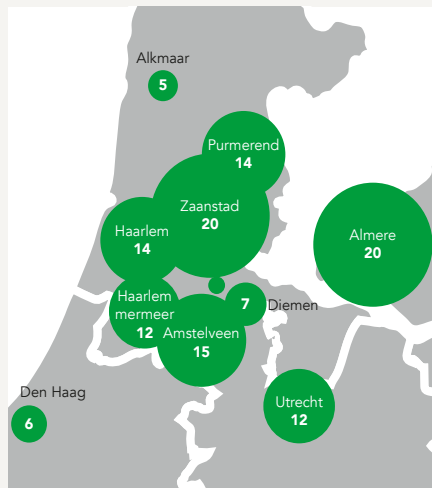 Alkmaar
5
Purmerend
14
Zaanstad
20
Haarlem
14
Almere
20
Haarlem
mermeer
12
7
Diemen
Amstelveen
15
Den Haag
6
Utrecht
12